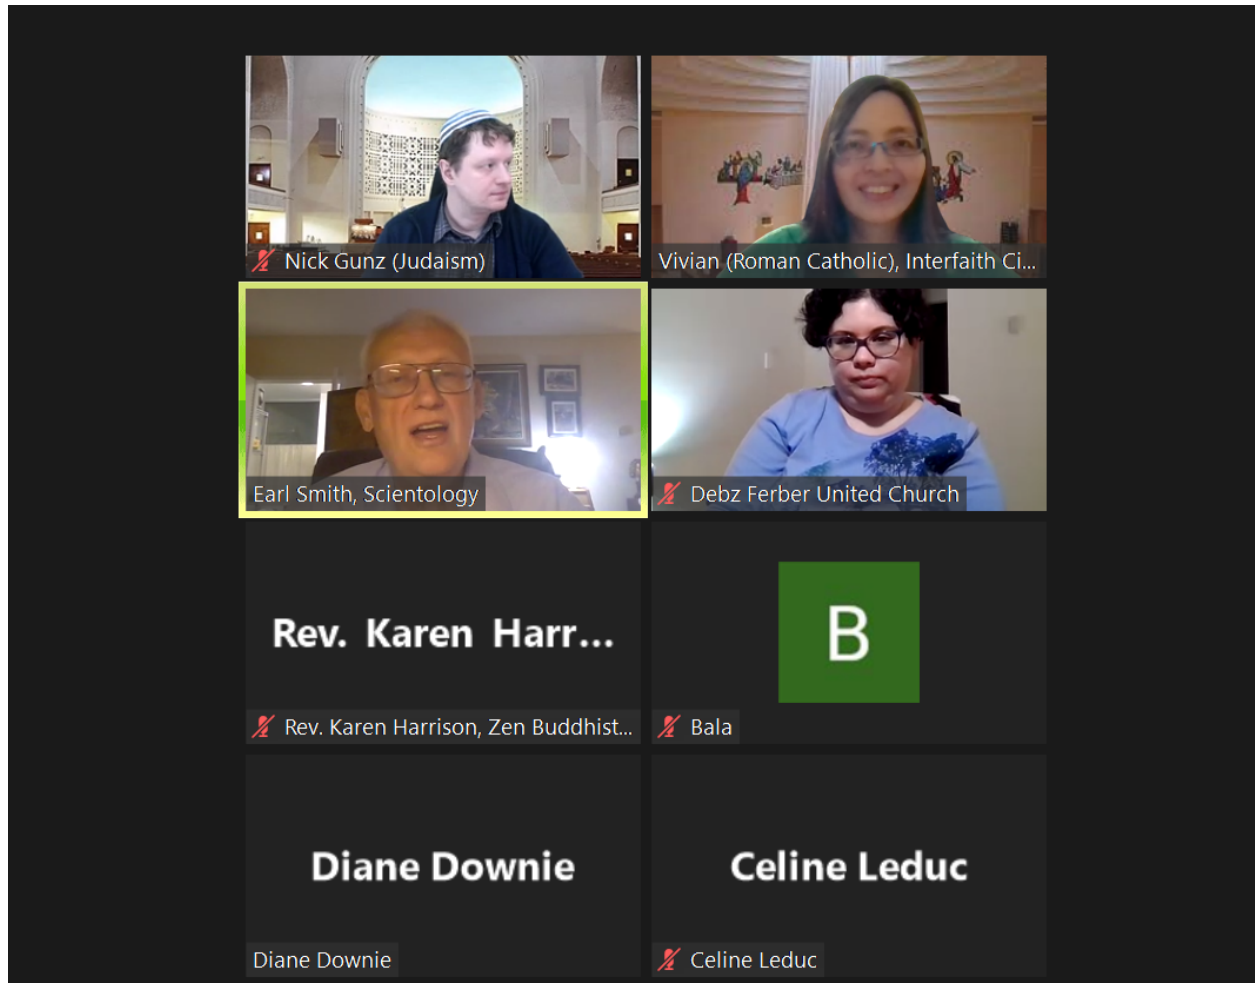 Nick Gunz (Judaism)
Vivian (Roman Catholic), Interfaith Ci...
Earl Smith, Scientology
Debz Ferber United Church
Rev. Karen Harr...
Rev. Karen Harrison, Zen Buddhist...
B
Bala
Diane Downie
Diane Downie
Celine Leduc
Celine Leduc